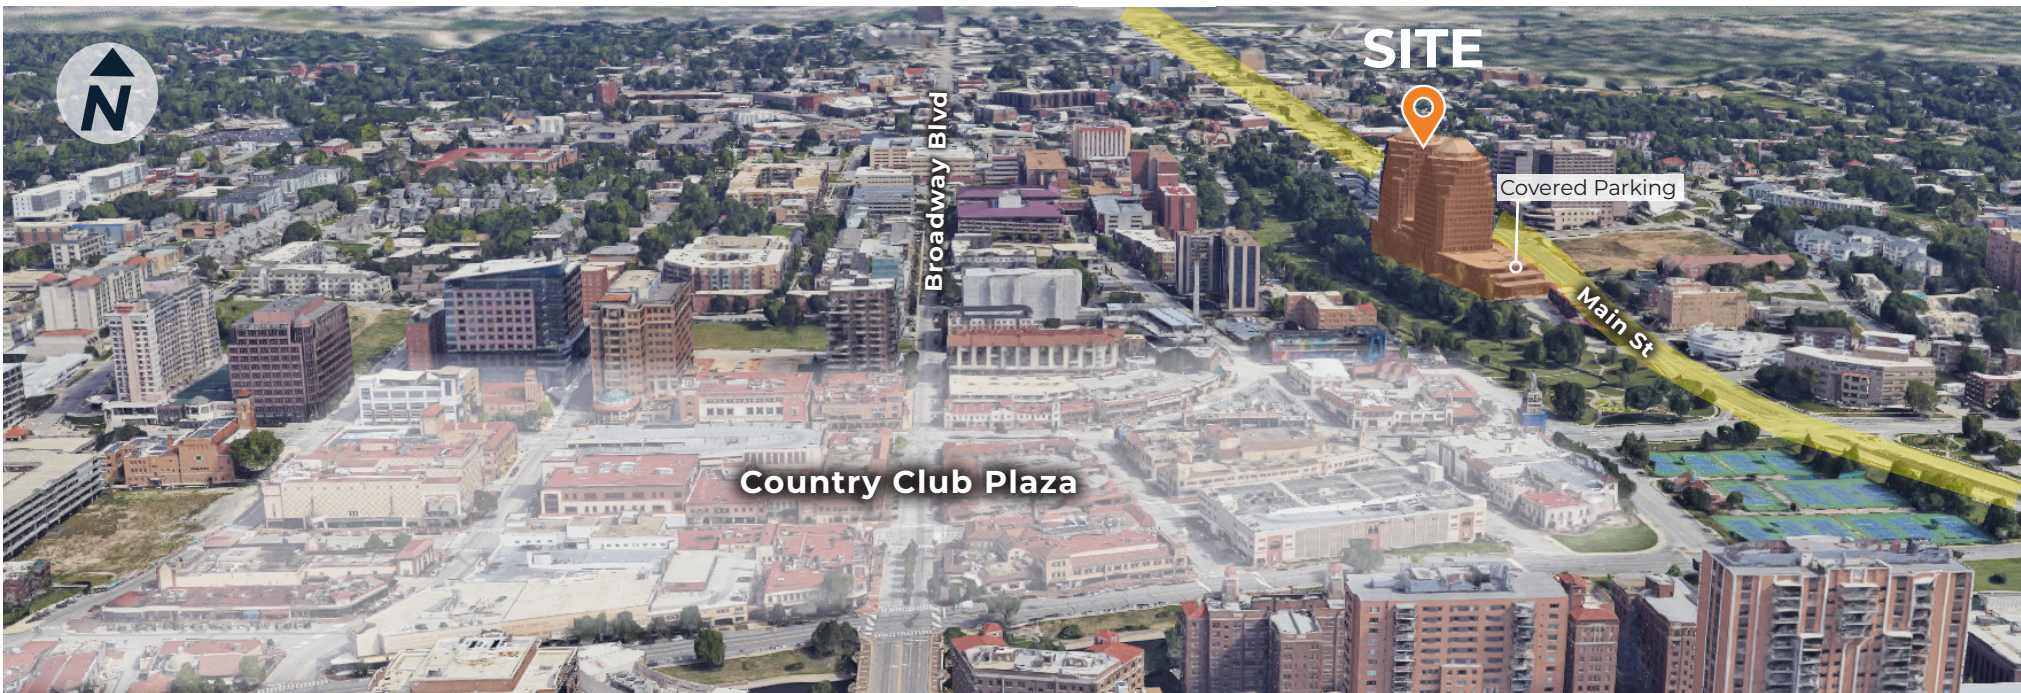 N
SITE
Covered Parking
Broadway Blvd
Main St
Country Club Plaza